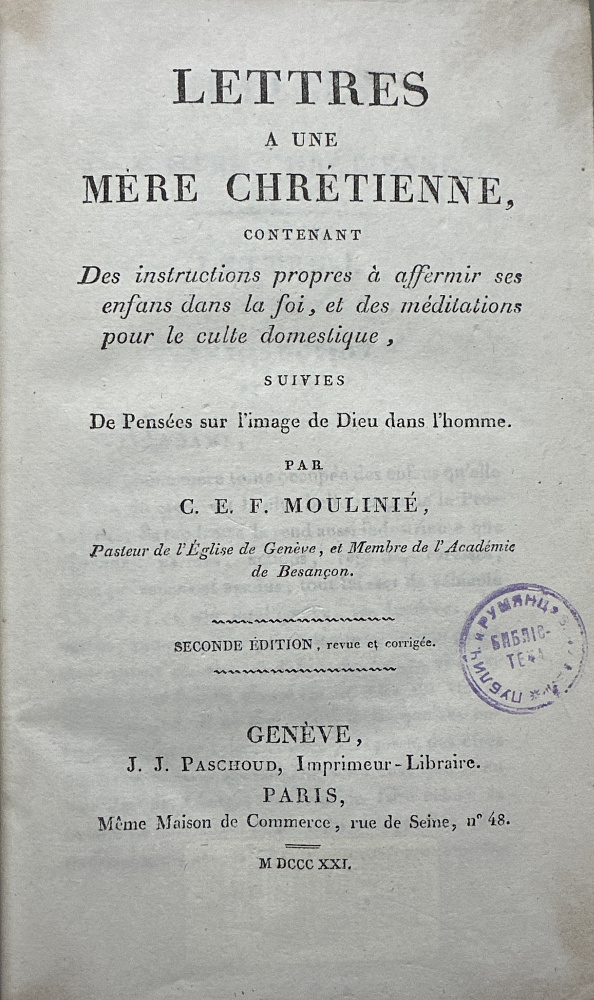 LETTRES
A UNE
MÈRE CHRÉTIENNE,
CONTENANT
Des instructions propres à affermir ses
enfans dans la foi, et des méditations
pour le culte domestique,
SUIVIES
De Pensées sur l'image de Dieu dans l'homme.
PAR
C. E. F. MOULINIÉ,
Pasteur de l'Église de Genève, et Membre de l'Académie
de Besançon.
SECONDE ÉDITION, revue et corrigée.
GENÈVE,
J. J. PASCHOUD, Imprimeur-Libraire.
PARIS,
Même Maison de Commerce, rue de Seine, nº 48.
M DCCC XXI.
ПУБЛИЧ. И РУМЯНЦ.
БИБЛІО-
ТЕКА